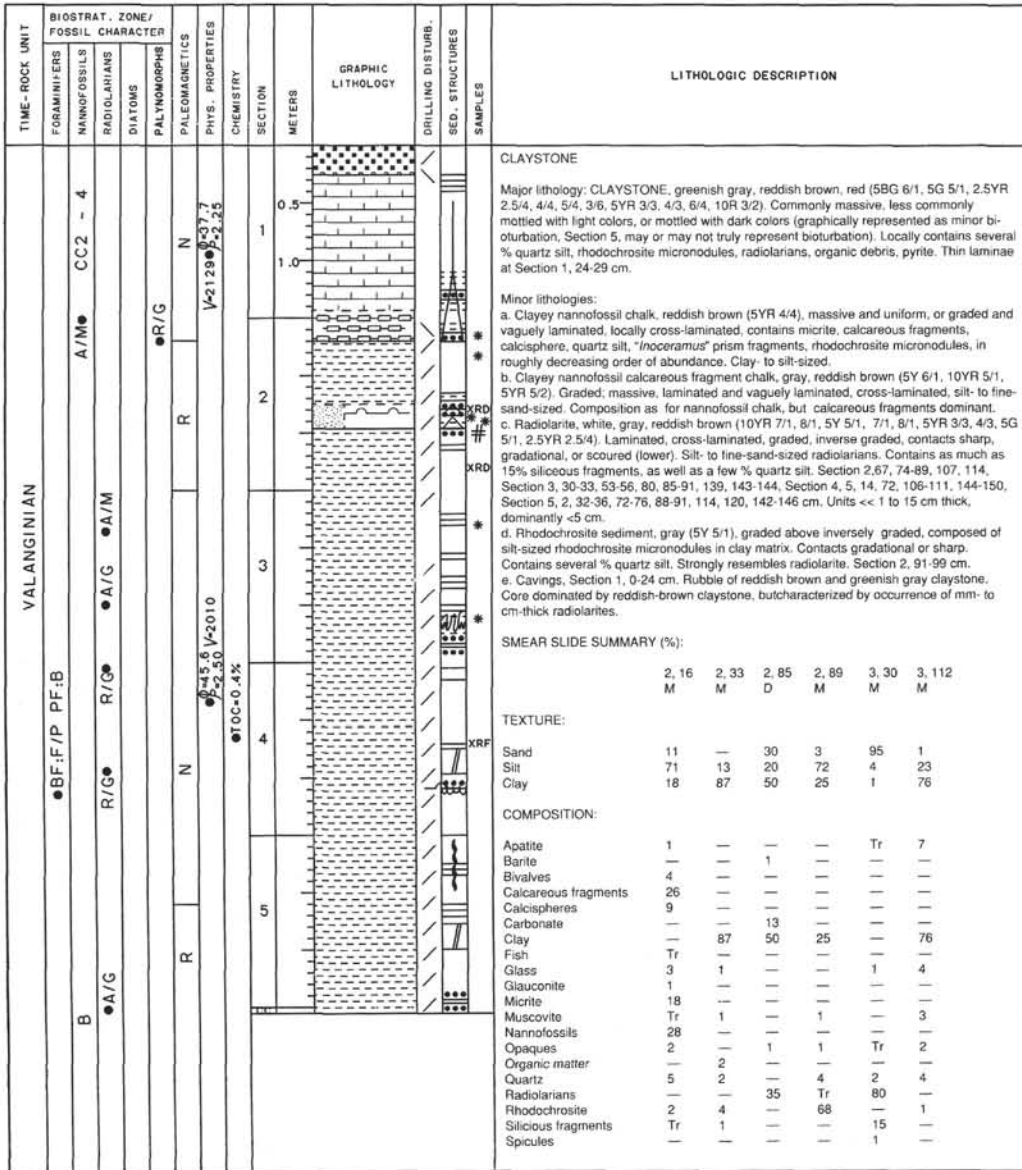 TIME-ROCK UNIT
BIOSTRAT. ZONE/
FOSSIL CHARACTER
FORAMINIFERS
NANNOFOSSILS
RADIOLARIANS
DIATOMS
PALYNOMORPHS
PALEOMAGNETICS
PHYS. PROPERTIES
CHEMISTRY
SECTION
METERS
GRAPHIC
LITHOLOGY
DRILLING DISTURB.
SED. STRUCTURES
SAMPLES
LITHOLOGIC DESCRIPTION
VALANGINIAN
●BF:F/P PF:B
B
A/M● CC2 - 4
●A/G
R/G●
R/G●
●A/G
●A/M
●R/G
R
N
R
N
V-2129● Φ=37.7
P=2.25
●Φ=45.6 V-2010
P=2.50
●TOC=0.4%
1
2
3
4
5
CC
0.5
1.0
*
*
XRD
*
*
#
XRD
*
*
XRF
CLAYSTONE
Major lithology: CLAYSTONE, greenish gray, reddish brown, red (5BG 6/1, 5G 5/1, 2.5YR
2.5/4, 4/4, 5/4, 3/6, 5YR 3/3, 4/3, 6/4, 10R 3/2). Commonly massive, less commonly
mottled with light colors, or mottled with dark colors (graphically represented as minor bi-
oturbation, Section 5, may or may not truly represent bioturbation). Locally contains several
% quartz silt, rhodochrosite micronodules, radiolarians, organic debris, pyrite. Thin laminae
at Section 1, 24-29 cm.
Minor lithologies:
a. Clayey nannofossil chalk, reddish brown (5YR 4/4), massive and uniform, or graded and
vaguely laminated, locally cross-laminated, contains micrite, calcareous fragments,
calcisphere, quartz silt, "Inoceramus" prism fragments, rhodochrosite micronodules, in
roughly decreasing order of abundance. Clay- to silt-sized.
b. Clayey nannofossil calcareous fragment chalk, gray, reddish brown (5Y 6/1, 10YR 5/1,
5YR 5/2). Graded; massive, laminated and vaguely laminated, cross-laminated, silt- to fine-
sand-sized. Composition as for nannofossil chalk, but calcareous fragments dominant.
c. Radiolarite, white, gray, reddish brown (10YR 7/1, 8/1, 5Y 5/1, 7/1, 8/1, 5YR 3/3, 4/3, 5G
5/1, 2.5YR 2.5/4). Laminated, cross-laminated, graded, inverse graded, contacts sharp,
gradational, or scoured (lower). Silt- to fine-sand-sized radiolarians. Contains as much as
15% siliceous fragments, as well as a few % quartz silt. Section 2,67, 74-89, 107, 114,
Section 3, 30-33, 53-56, 80, 85-91, 139, 143-144, Section 4, 5, 14, 72, 106-111, 144-150,
Section 5, 2, 32-36, 72-76, 88-91, 114, 120, 142-146 cm. Units << 1 to 15 cm thick,
dominantly <5 cm.
d. Rhodochrosite sediment, gray (5Y 5/1), graded above inversely graded, composed of
silt-sized rhodochrosite micronodules in clay matrix. Contacts gradational or sharp.
Contains several % quartz silt. Strongly resembles radiolarite. Section 2, 91-99 cm.
e. Cavings, Section 1, 0-24 cm. Rubble of reddish brown and greenish gray claystone.
Core dominated by reddish-brown claystone, butcharacterized by occurrence of mm- to
cm-thick radiolarites.
SMEAR SLIDE SUMMARY (%):
2, 16 2, 33 2, 85 2, 89 3, 30 3, 112
M M D M M M
TEXTURE:
Sand 11 — 30 3 95 1
Silt 71 13 20 72 4 23
Clay 18 87 50 25 1 76
COMPOSITION:
Apatite 1 — — — Tr 7
Barite — — 1 — — —
Bivalves 4 — — — — —
Calcareous fragments 26 — — — — —
Calcispheres 9 — — — — —
Carbonate — — 13 — — —
Clay — 87 50 25 — 76
Fish Tr — — — — —
Glass 3 1 — — 1 4
Glauconite 1 — — — — —
Micrite 18 — — — — —
Muscovite Tr 1 — 1 — 3
Nannofossils 28 — — — — —
Opaques 2 — 1 1 Tr 2
Organic matter — 2 — — — —
Quartz 5 2 — 4 2 4
Radiolarians — — 35 Tr 80 —
Rhodochrosite 2 4 — 68 — 1
Silicious fragments Tr 1 — — 15 —
Spicules — — — — 1 —